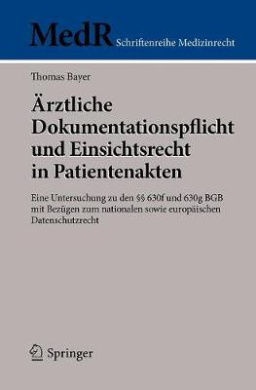 MedR Schriftenreihe Medizinrecht
Thomas Bayer
Ärztliche
Dokumentationspflicht
und Einsichtsrecht
in Patientenakten
Eine Untersuchung zu den §§ 630f und 630g BGB
mit Bezügen zum nationalen sowie europäischen
Datenschutzrecht
Springer